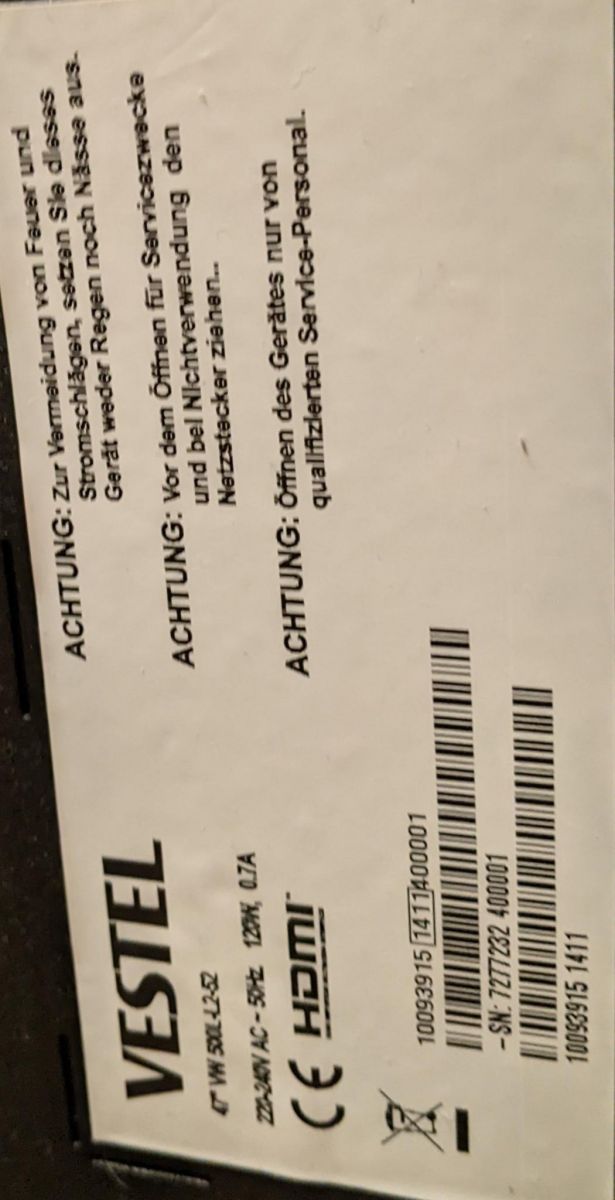 VESTEL
47" VW 500L-L2-52
220-240V AC ~ 50Hz 120W, 0.7A
CE HDMI
ACHTUNG: Zur Vermeidung von Feuer und
Stromschlägen, setzen Sie dieses
Gerät weder Regen noch Nässe aus.
ACHTUNG: Vor dem Öffnen für Servicezwecke
und bei Nichtverwendung den
Netzstecker ziehen..
ACHTUNG: Öffnen des Gerätes nur von
qualifizierten Service-Personal.
10093915 1411400001
-SN: 7277232 400001
10093915 1411